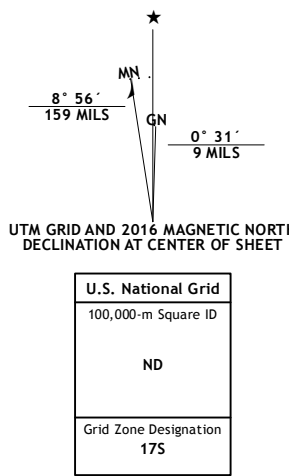 MN
GN
8° 56´
159 MILS
0° 31´
9 MILS
UTM GRID AND 2016 MAGNETIC NORTH
DECLINATION AT CENTER OF SHEET
U.S. National Grid
100,000-m Square ID
ND
Grid Zone Designation
17S